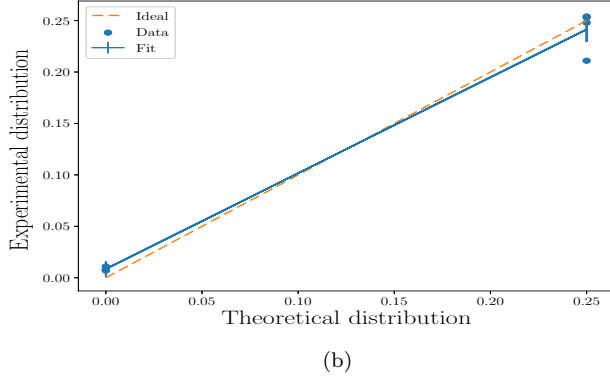 Ideal
Data
Fit
0.25
0.20
0.15
0.10
0.05
0.00
Experimental distribution
0.00 0.05 0.10 0.15 0.20 0.25
Theoretical distribution
(b)